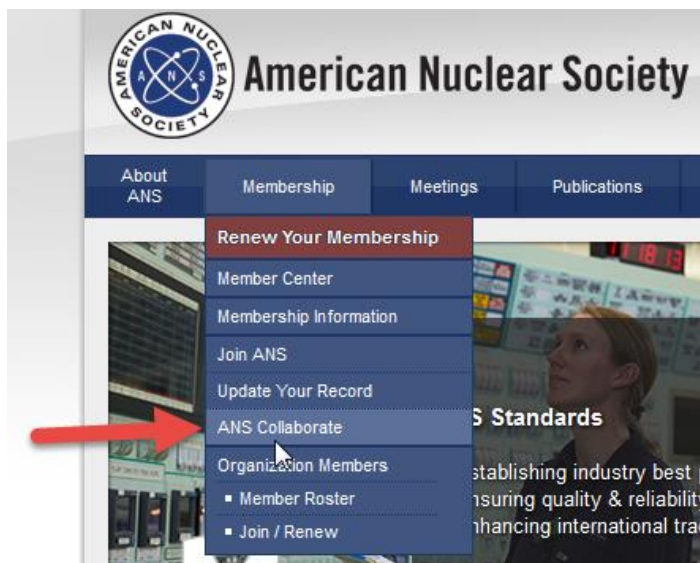 AMERICAN NUCLEAR SOCIETY
A N S
American Nuclear Society
About
ANS
Membership
Meetings
Publications
Renew Your Membership
Member Center
Membership Information
Join ANS
Update Your Record
ANS Collaborate
Organization Members
Member Roster
Join / Renew
111813
S Standards
stablishing industry best
nsuring quality & reliability
nhancing international tra